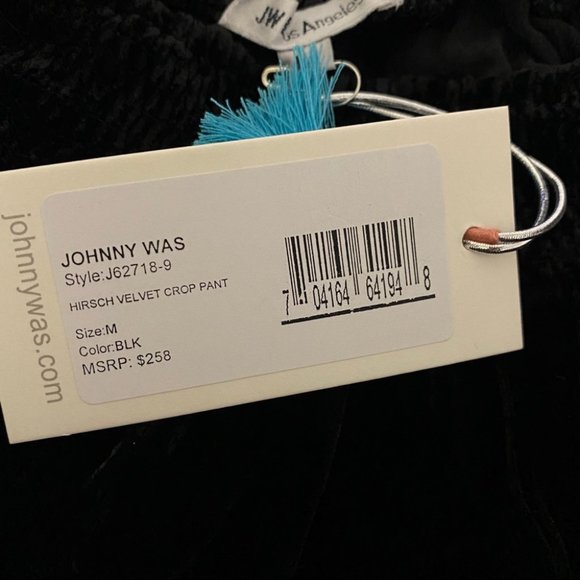 JW L
os Angeles
johnnywas.com
JOHNNY WAS
Style:J62718-9
HIRSCH VELVET CROP PANT
Size:M
Color:BLK
MSRP: $258
7 04164 64194 8